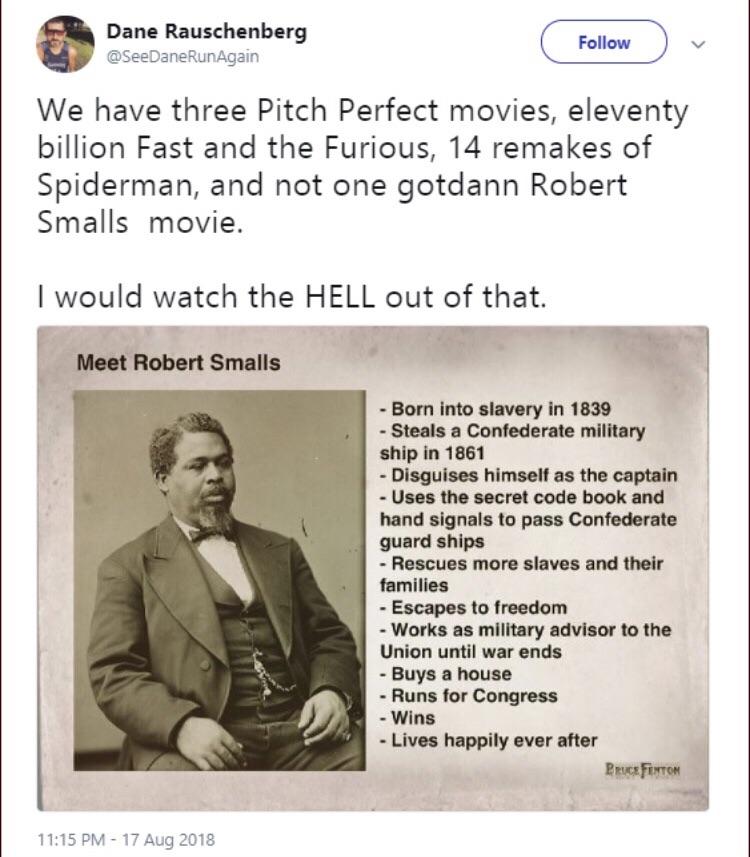 Dane Rauschenberg
@SeeDaneRunAgain
Follow
We have three Pitch Perfect movies, eleventy
billion Fast and the Furious, 14 remakes of
Spiderman, and not one gotdann Robert
Smalls movie.
I would watch the HELL out of that.
Meet Robert Smalls
- Born into slavery in 1839
- Steals a Confederate military
ship in 1861
- Disguises himself as the captain
- Uses the secret code book and
hand signals to pass Confederate
guard ships
- Rescues more slaves and their
families
- Escapes to freedom
- Works as military advisor to the
Union until war ends
- Buys a house
- Runs for Congress
- Wins
- Lives happily ever after
BRUCE FENTON
11:15 PM - 17 Aug 2018